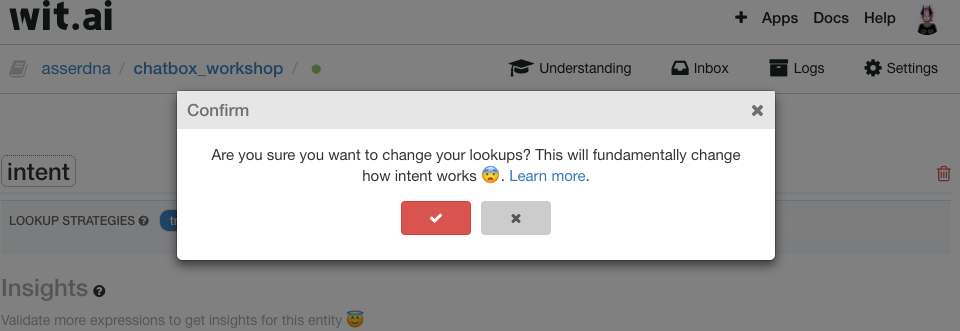 wit.ai
+ Apps Docs Help
asserdna / chatbox_workshop /
Understanding Inbox Logs Settings
Confirm
Are you sure you want to change your lookups? This will fundamentally change
how intent works 😨. Learn more.
intent
LOOKUP STRATEGIES
Insights
Validate more expressions to get insights for this entity 😇